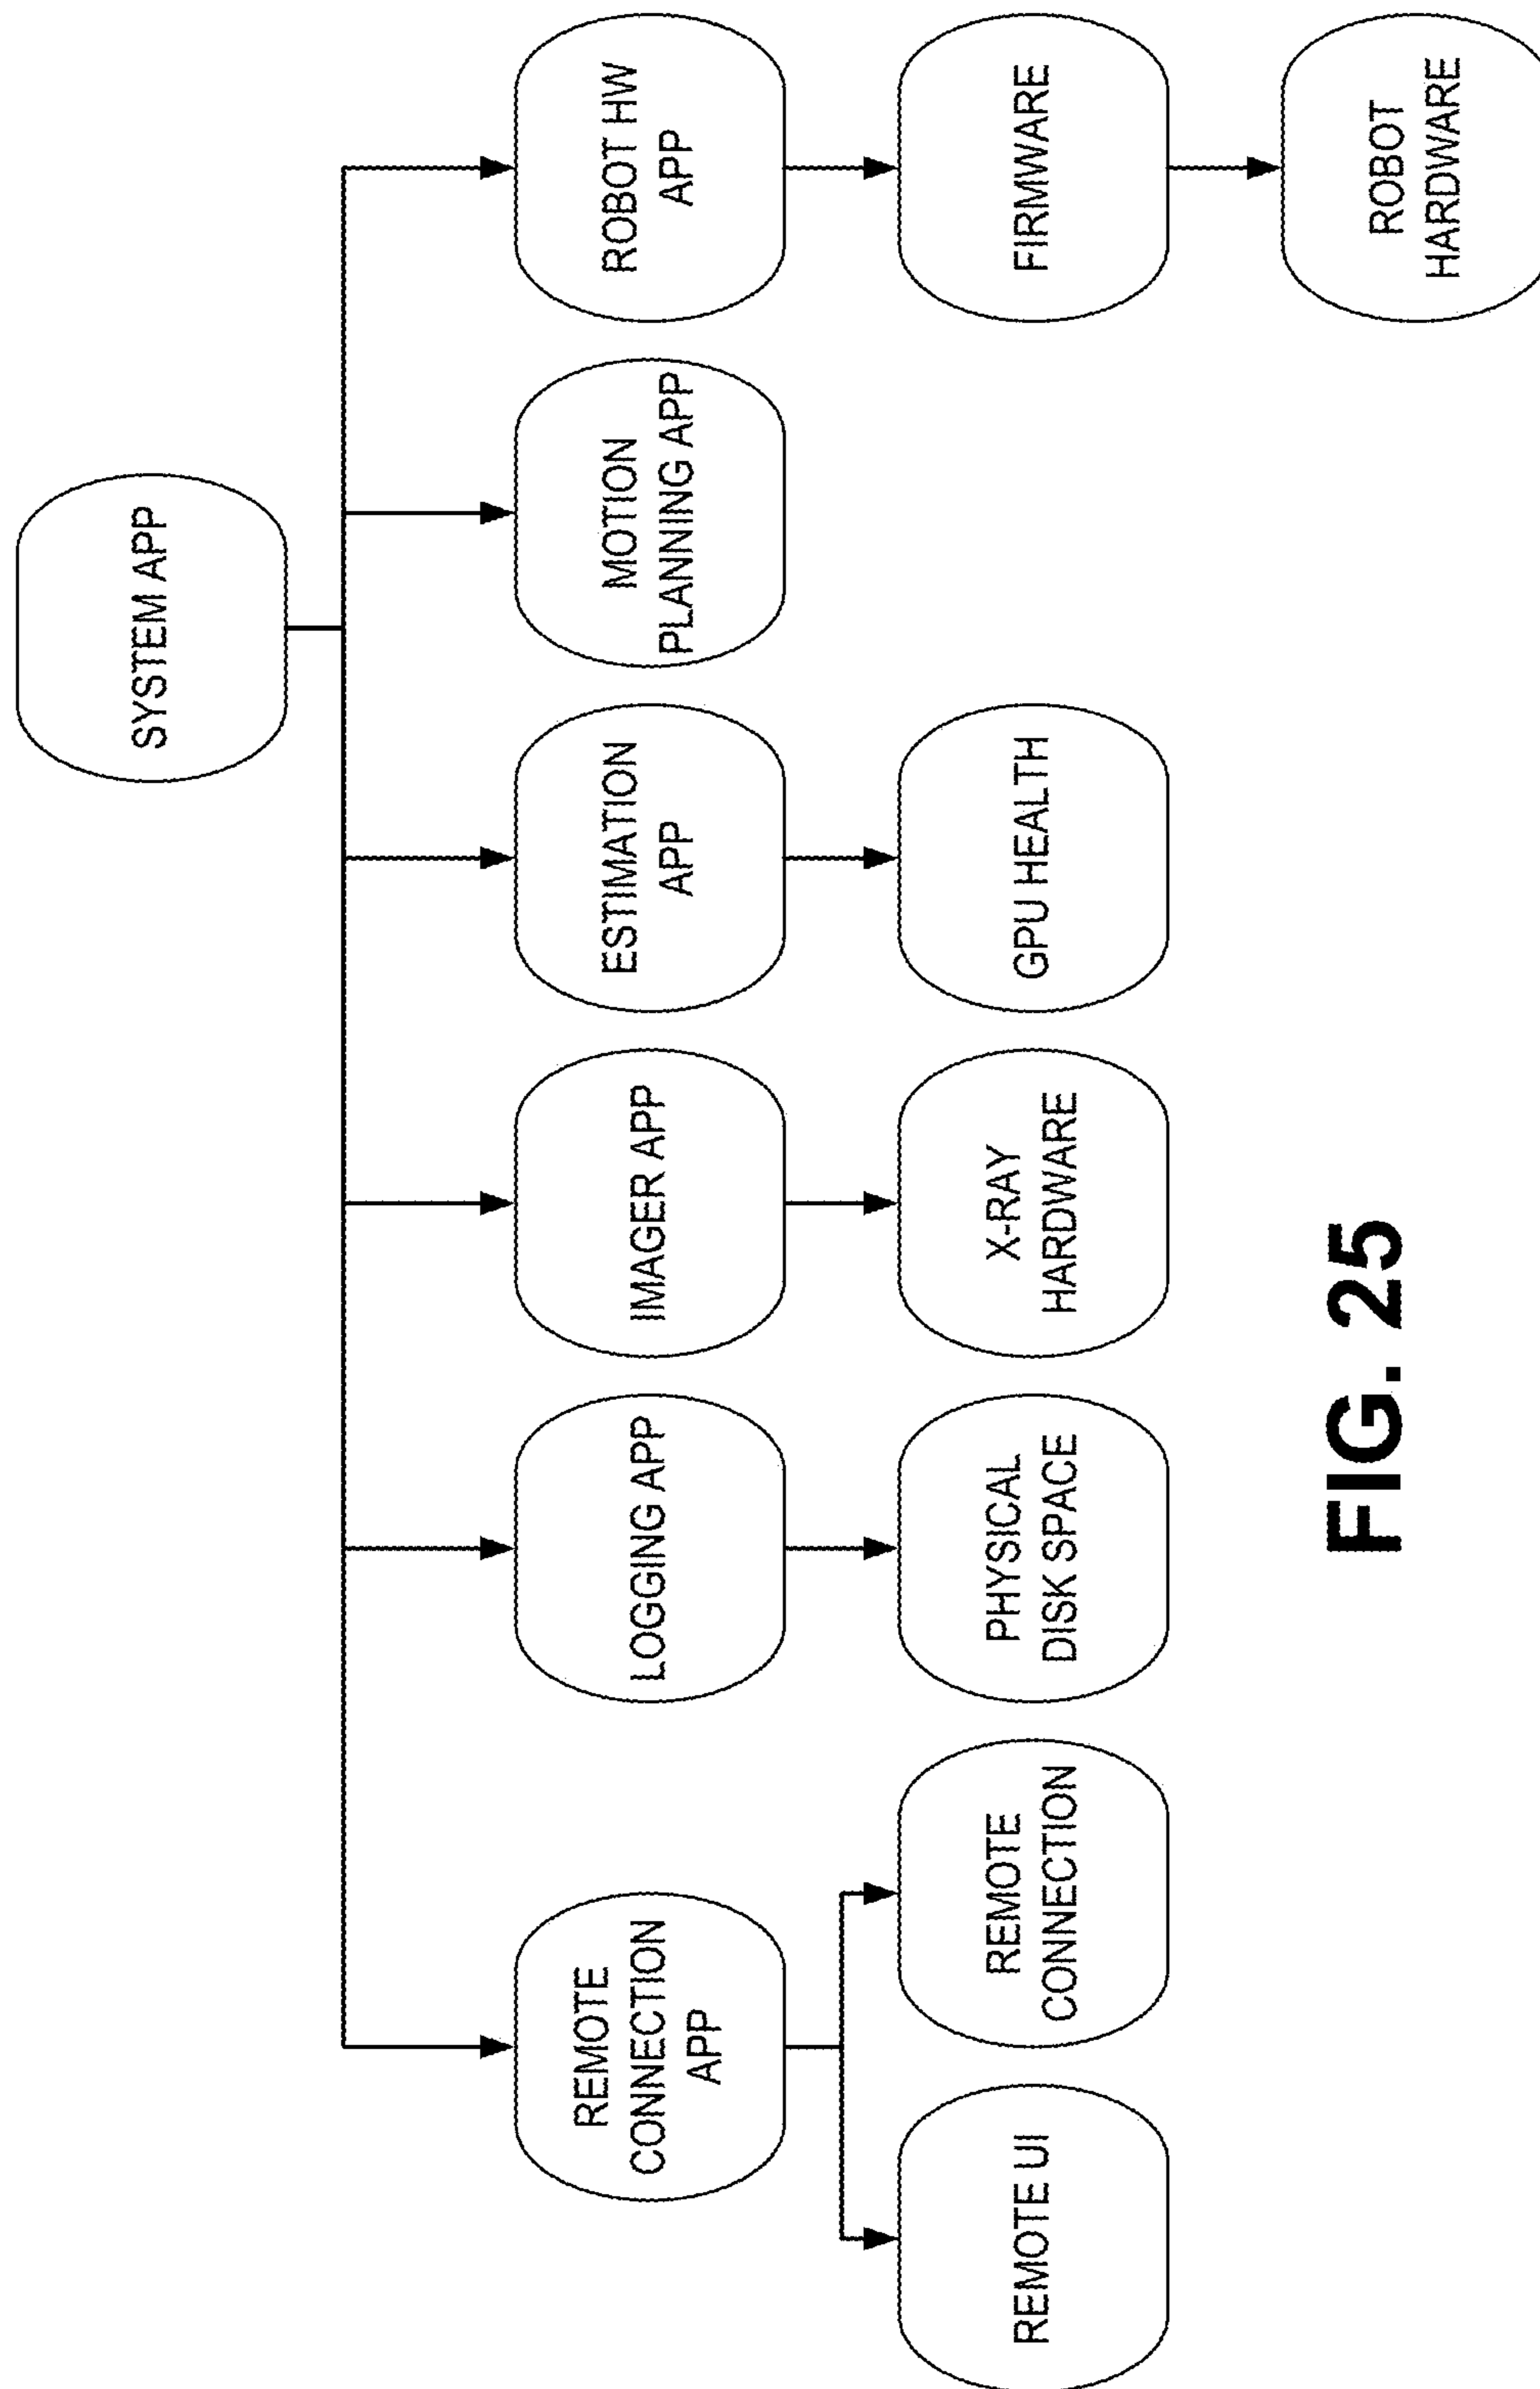 SYSTEM APP
REMOTE
CONNECTION
APP
LOGGING APP
IMAGER APP
ESTIMATION
APP
MOTION
PLANNING APP
ROBOT HW
APP
REMOTE UI
REMOTE
CONNECTION
PHYSICAL
DISK SPACE
X-RAY
HARDWARE
GPU HEALTH
FIRMWARE
ROBOT
HARDWARE
FIG. 25